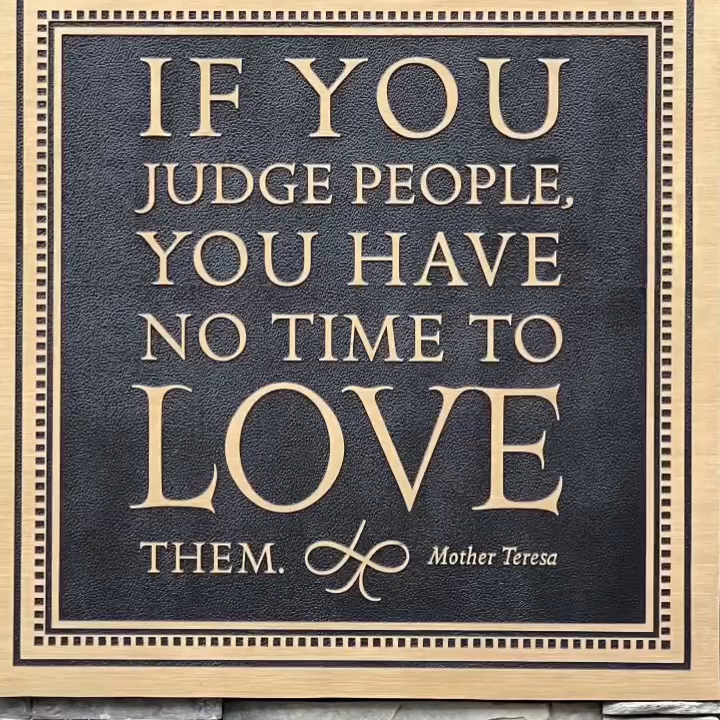 IF YOU
JUDGE PEOPLE,
YOU HAVE
NO TIME TO
LOVE
THEM. Mother Teresa